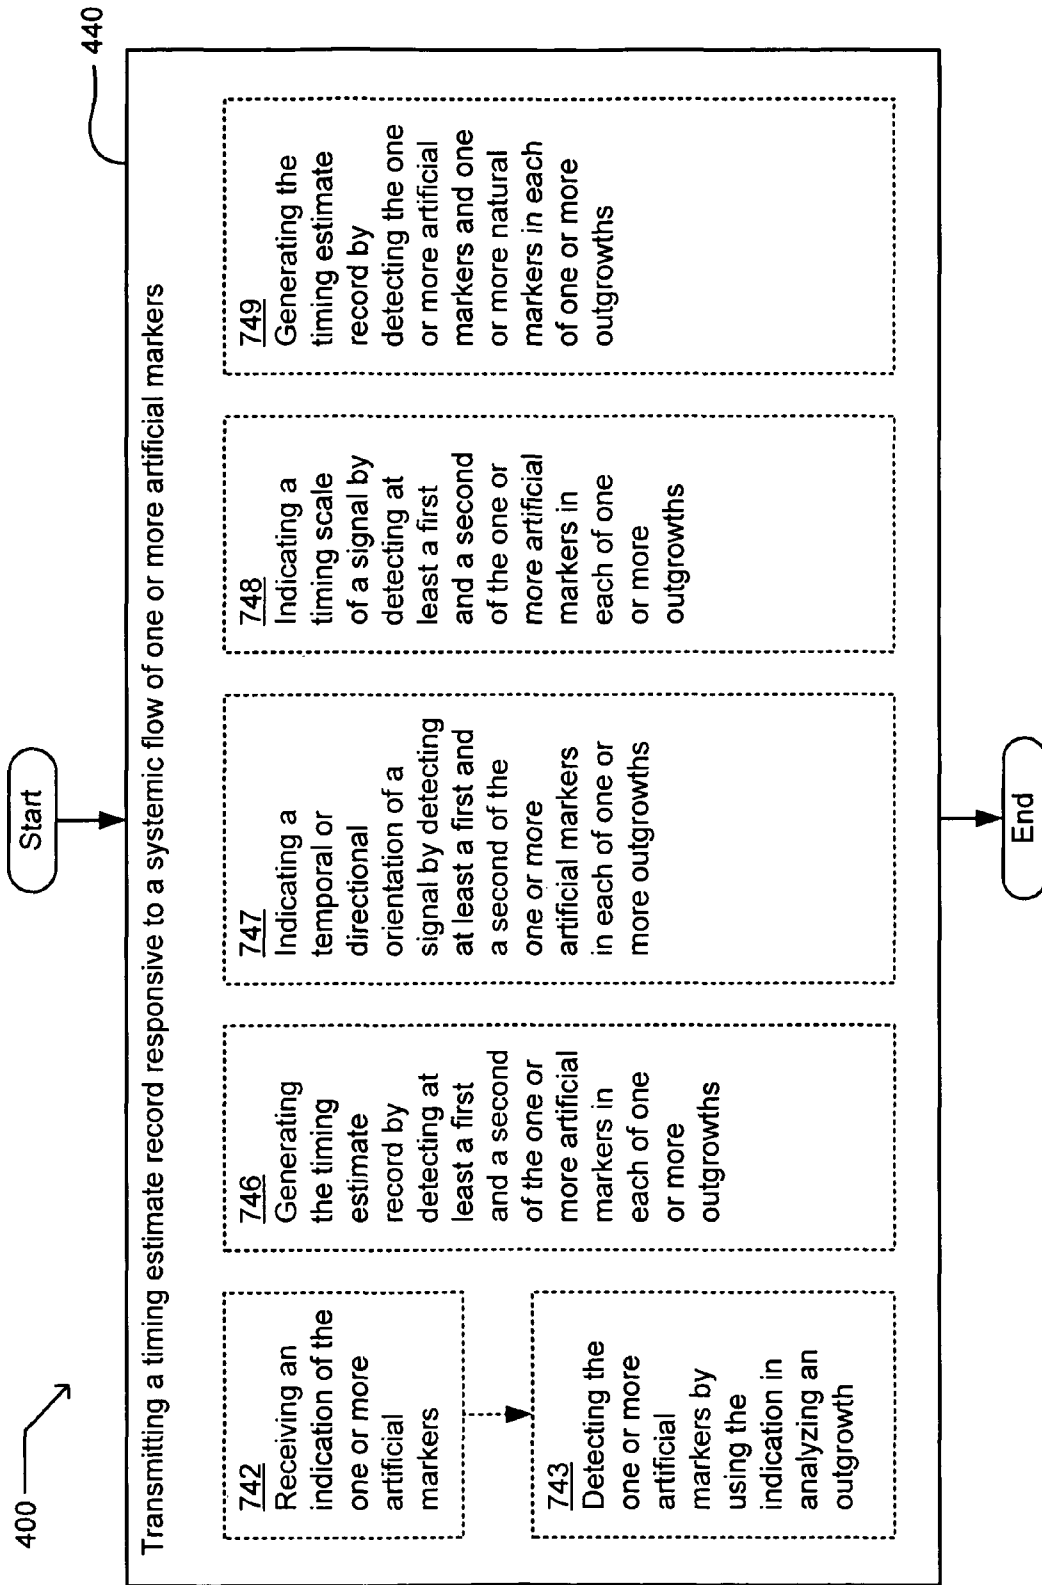 400
Start
440
Transmitting a timing estimate record responsive to a systemic flow of one or more artificial markers
742
Receiving an
indication of the
one or more
artificial
markers
743
Detecting the
one or more
artificial
markers by
using the
indication in
analyzing an
outgrowth
746
Generating
the timing
estimate
record by
detecting at
least a first
and a second
of the one or
more artificial
markers in
each of one
or more
outgrowths
747
Indicating a
temporal or
directional
orientation of a
signal by detecting
at least a first and
a second of the
one or more
artificial markers
in each of one or
more outgrowths
748
Indicating a
timing scale
of a signal by
detecting at
least a first
and a second
of the one or
more artificial
markers in
each of one
or more
outgrowths
749
Generating the
timing estimate
record by
detecting the one
or more artificial
markers and one
or more natural
markers in each
of one or more
outgrowths
End